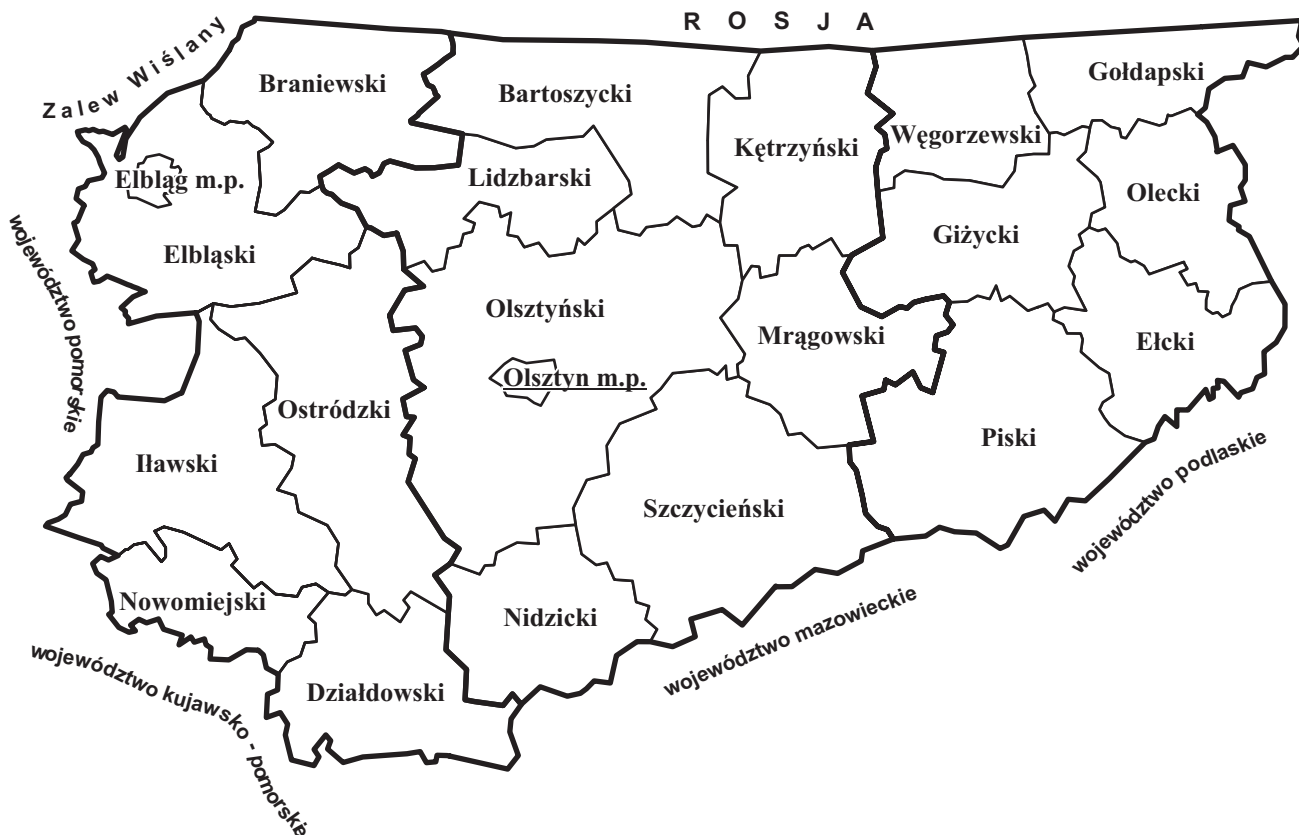 R O S J A
Zalew Wiślany
Braniewski
Bartoszycki
Gołdapski
Kętrzyński
Węgorzewski
Elbląg m.p.
Lidzbarski
Olecki
Elbląski
Giżycki
województwo pomorskie
Olsztyński
Mrągowski
Ełcki
Olsztyn m.p.
Ostródzki
Piski
Iławski
Szczycieński
województwo podlaskie
Nowomiejski
Nidzicki
województwo mazowieckie
Działdowski
województwo kujawsko - pomorskie